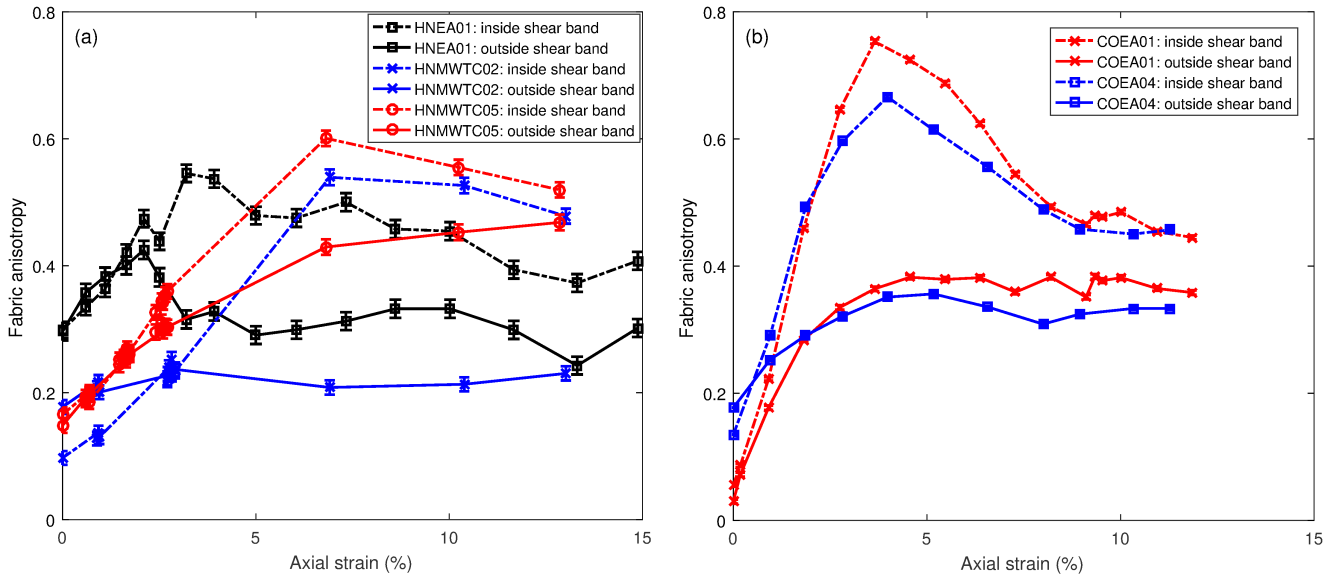 0.8
(a)
HNEA01: inside shear band
HNEA01: outside shear band
HNMWTC02: inside shear band
HNMWTC02: outside shear band
HNMWTC05: inside shear band
HNMWTC05: outside shear band
0.6
0.4
0.2
0
Fabric anisotropy
0
5
10
15
Axial strain (%)
0.8
(b)
COEA01: inside shear band
COEA01: outside shear band
COEA04: inside shear band
COEA04: outside shear band
0.6
0.4
0.2
0
Fabric anisotropy
0
5
10
15
Axial strain (%)